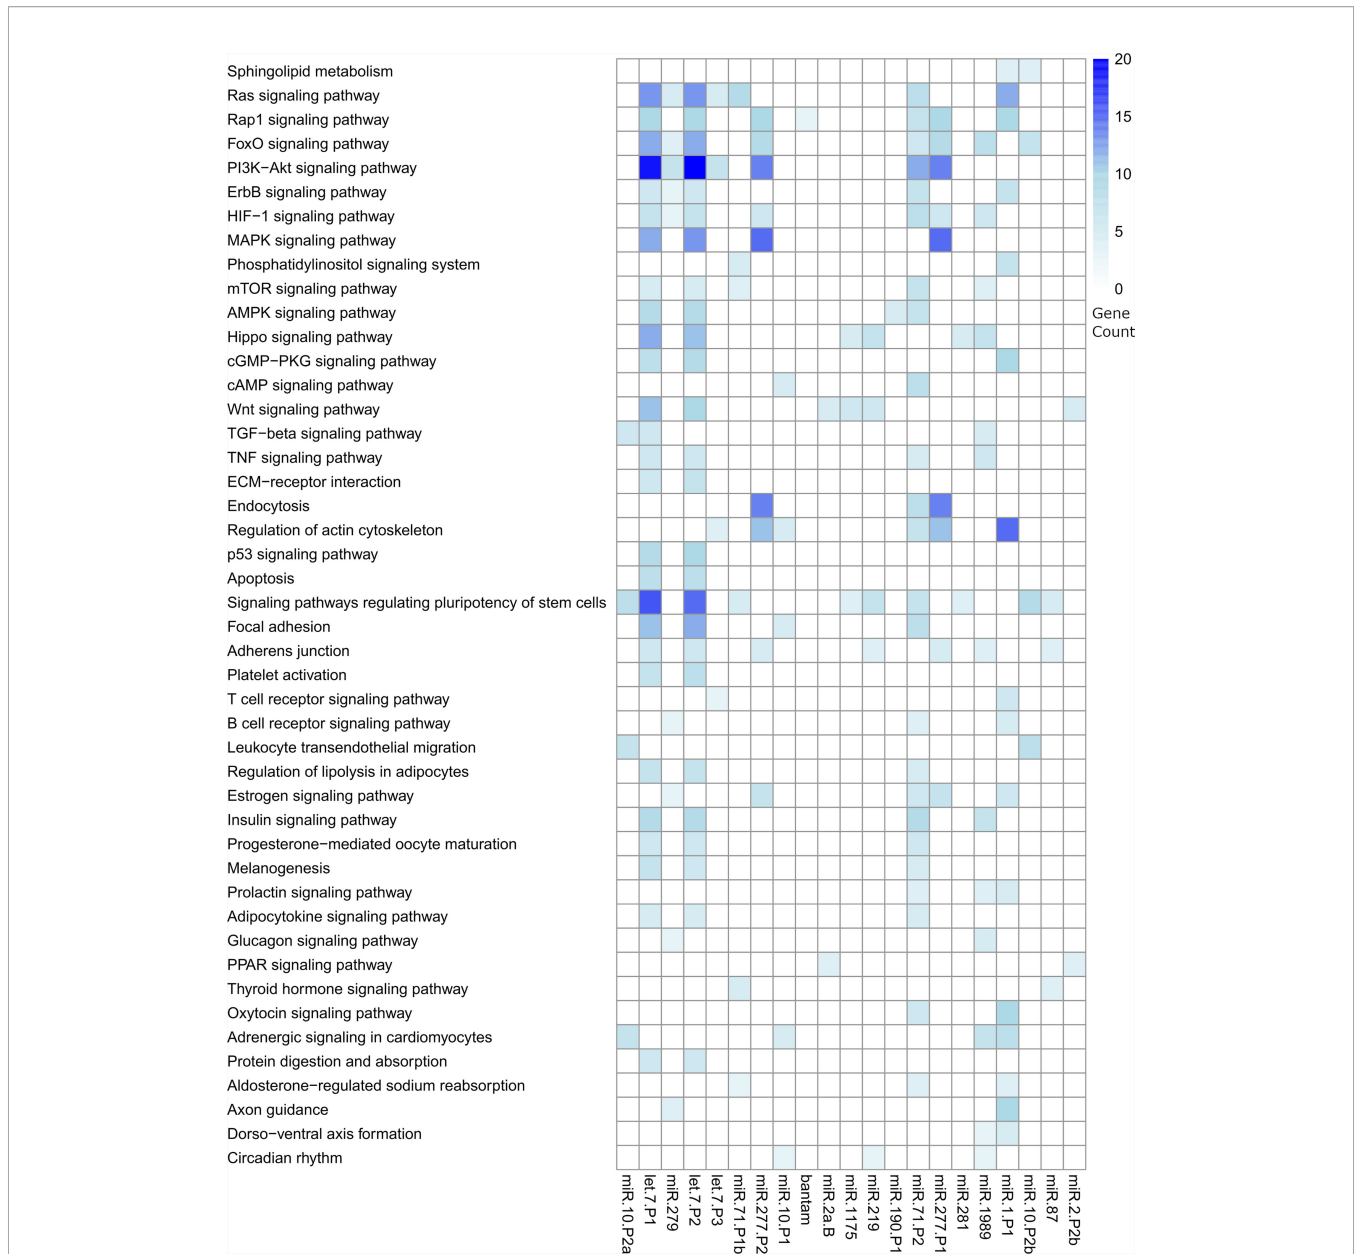 Sphingolipid metabolism
Ras signaling pathway
Rap1 signaling pathway
FoxO signaling pathway
PI3K−Akt signaling pathway
ErbB signaling pathway
HIF−1 signaling pathway
MAPK signaling pathway
Phosphatidylinositol signaling system
mTOR signaling pathway
AMPK signaling pathway
Hippo signaling pathway
cGMP−PKG signaling pathway
cAMP signaling pathway
Wnt signaling pathway
TGF−beta signaling pathway
TNF signaling pathway
ECM−receptor interaction
Endocytosis
Regulation of actin cytoskeleton
p53 signaling pathway
Apoptosis
Signaling pathways regulating pluripotency of stem cells
Focal adhesion
Adherens junction
Platelet activation
T cell receptor signaling pathway
B cell receptor signaling pathway
Leukocyte transendothelial migration
Regulation of lipolysis in adipocytes
Estrogen signaling pathway
Insulin signaling pathway
Progesterone−mediated oocyte maturation
Melanogenesis
Prolactin signaling pathway
Adipocytokine signaling pathway
Glucagon signaling pathway
PPAR signaling pathway
Thyroid hormone signaling pathway
Oxytocin signaling pathway
Adrenergic signaling in cardiomyocytes
Protein digestion and absorption
Aldosterone−regulated sodium reabsorption
Axon guidance
Dorso−ventral axis formation
Circadian rhythm
miR.10.P2a
let.7.P1
miR.279
let.7.P2
let.7.P3
miR.71.P1b
miR.277.P2
miR.10.P1
bantam
miR.2a.B
miR.1175
miR.219
miR.190.P1
miR.71.P2
miR.277.P1
miR.281
miR.1989
miR.1.P1
miR.10.P2b
miR.87
miR.2.P2b
20
15
10
5
0
Gene
Count